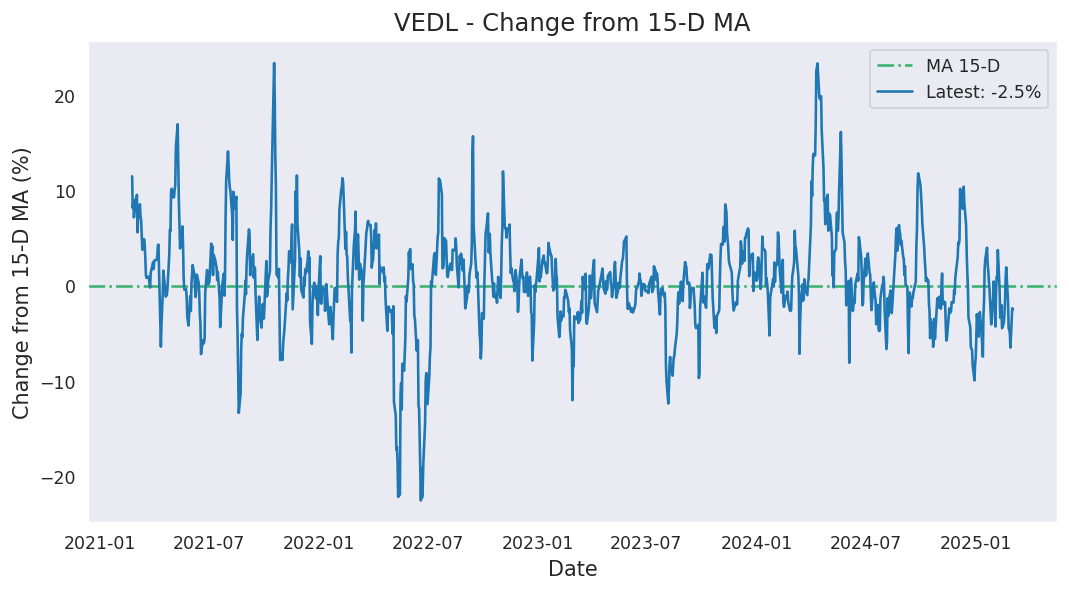 VEDL - Change from 15-D MA
MA 15-D
Latest: -2.5%
Change from 15-D MA (%)
20
10
0
−10
−20
2021-01 2021-07 2022-01 2022-07 2023-01 2023-07 2024-01 2024-07 2025-01
Date